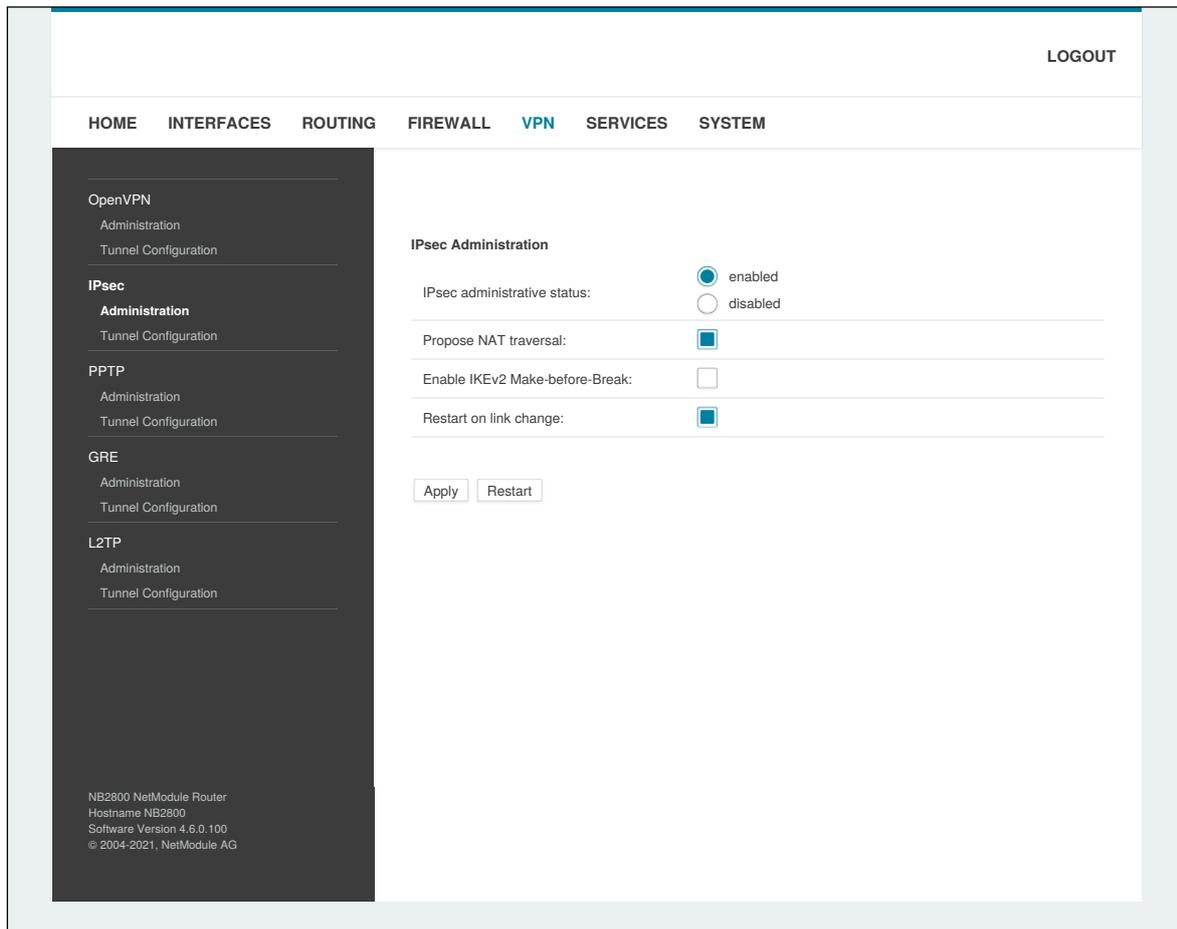 LOGOUT
HOME INTERFACES ROUTING FIREWALL VPN SERVICES SYSTEM
OpenVPN
Administration
Tunnel Configuration
IPsec
Administration
Tunnel Configuration
PPTP
Administration
Tunnel Configuration
GRE
Administration
Tunnel Configuration
L2TP
Administration
Tunnel Configuration
NB2800 NetModule Router
Hostname NB2800
Software Version 4.6.0.100
© 2004-2021, NetModule AG
IPsec Administration
IPsec administrative status:
enabled
disabled
Propose NAT traversal:
Enable IKEv2 Make-before-Break:
Restart on link change:
Apply Restart